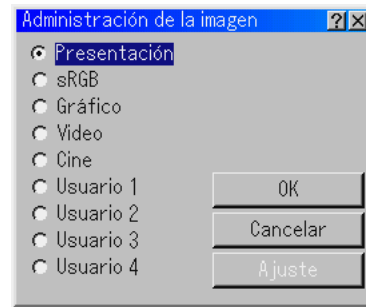 Administración de la imagen
Presentación
sRGB
Gráfico
Video
Cine
Usuario 1
Usuario 2
Usuario 3
Usuario 4
OK
Cancelar
Ajuste